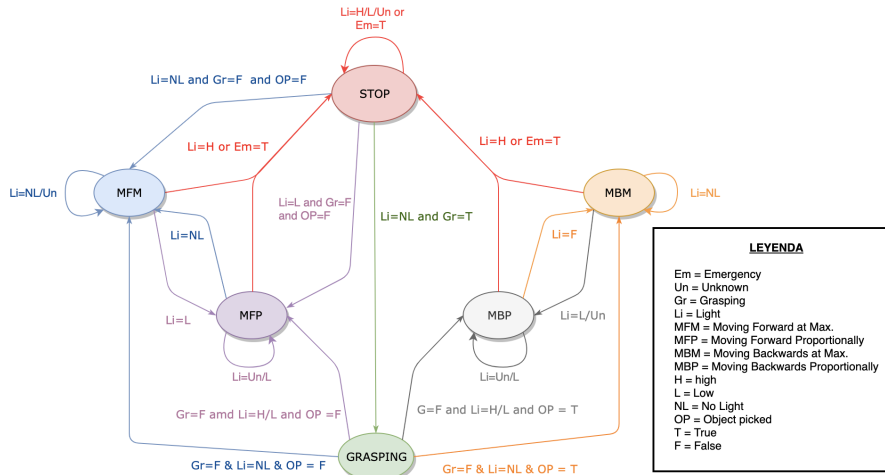 Li=H/L/Un or
Em=T
STOP
Li=NL and Gr=F  and OP=F
Li=H or Em=T
Li=H or Em=T
Li=NL/Un
MFM
MBM
Li=NL
Li=L and Gr=F
and OP=F
Li=NL and Gr=T
Li=NL
Li=F
Li=L
MFP
MBP
Li=L/Un
Li=Un/L
Li=Un/L
Gr=F amd Li=H/L and OP =F
G=F and Li=H/L and OP = T
GRASPING
Gr=F & Li=NL & OP = F
Gr=F & Li=NL & OP = T
LEYENDA
Em = Emergency
Un = Unknown
Gr = Grasping
Li = Light
MFM = Moving Forward at Max.
MFP = Moving Forward Proportionally
MBM = Moving Backwards at Max.
MBP = Moving Backwards Proportionally
H = high
L = Low
NL = No Light
OP = Object picked
T = True
F = False